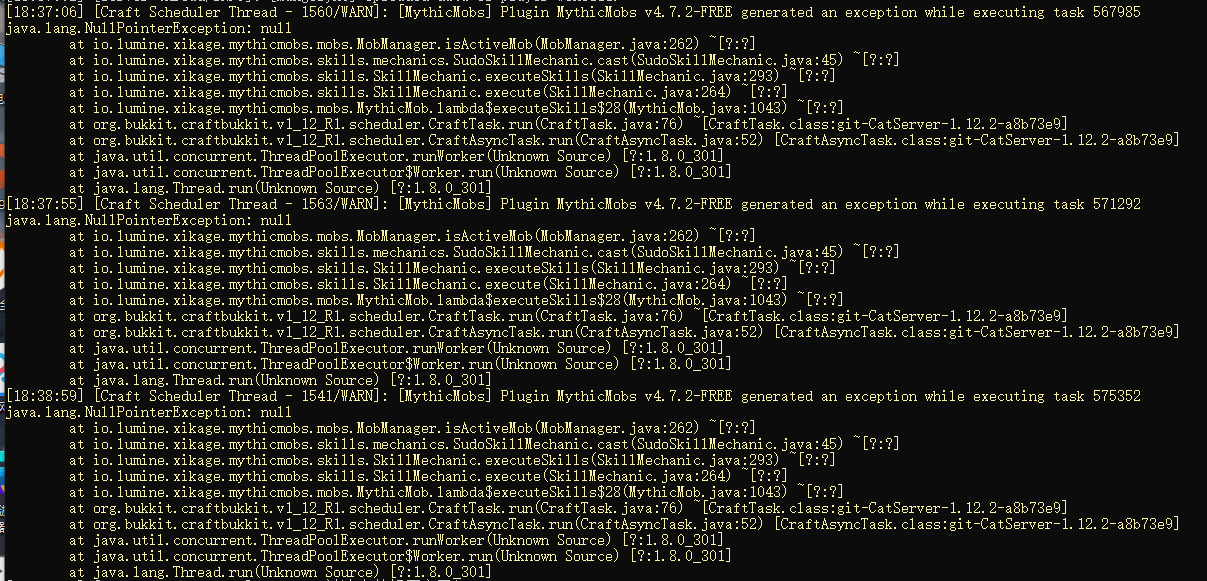 [18:37:06] [Craft Scheduler Thread - 1560/WARN]: [MythicMobs] Plugin MythicMobs v4.7.2-FREE generated an exception while executing task 567985
java.lang.NullPointerException: null
at io.lumine.xikage.mythicmobs.mobs.MobManager.isActiveMob(MobManager.java:262) ~[?:?]
at io.lumine.xikage.mythicmobs.skills.mechanics.SudoSkillMechanic.cast(SudoSkillMechanic.java:45) ~[?:?]
at io.lumine.xikage.mythicmobs.skills.SkillMechanic.executeSkills(SkillMechanic.java:293) ~[?:?]
at io.lumine.xikage.mythicmobs.skills.SkillMechanic.execute(SkillMechanic.java:264) ~[?:?]
at io.lumine.xikage.mythicmobs.mobs.MythicMob.lambda$executeSkills$28(MythicMob.java:1043) ~[?:?]
at org.bukkit.craftbukkit.v1_12_R1.scheduler.CraftTask.run(CraftTask.java:76) ~[CraftTask.class:git-CatServer-1.12.2-a8b73e9]
at org.bukkit.craftbukkit.v1_12_R1.scheduler.CraftAsyncTask.run(CraftAsyncTask.java:52) [CraftAsyncTask.class:git-CatServer-1.12.2-a8b73e9]
at java.util.concurrent.ThreadPoolExecutor.runWorker(Unknown Source) [?:1.8.0_301]
at java.util.concurrent.ThreadPoolExecutor$Worker.run(Unknown Source) [?:1.8.0_301]
at java.lang.Thread.run(Unknown Source) [?:1.8.0_301]
[18:37:55] [Craft Scheduler Thread - 1563/WARN]: [MythicMobs] Plugin MythicMobs v4.7.2-FREE generated an exception while executing task 571292
java.lang.NullPointerException: null
at io.lumine.xikage.mythicmobs.mobs.MobManager.isActiveMob(MobManager.java:262) ~[?:?]
at io.lumine.xikage.mythicmobs.skills.mechanics.SudoSkillMechanic.cast(SudoSkillMechanic.java:45) ~[?:?]
at io.lumine.xikage.mythicmobs.skills.SkillMechanic.executeSkills(SkillMechanic.java:293) ~[?:?]
at io.lumine.xikage.mythicmobs.skills.SkillMechanic.execute(SkillMechanic.java:264) ~[?:?]
at io.lumine.xikage.mythicmobs.mobs.MythicMob.lambda$executeSkills$28(MythicMob.java:1043) ~[?:?]
at org.bukkit.craftbukkit.v1_12_R1.scheduler.CraftTask.run(CraftTask.java:76) ~[CraftTask.class:git-CatServer-1.12.2-a8b73e9]
at org.bukkit.craftbukkit.v1_12_R1.scheduler.CraftAsyncTask.run(CraftAsyncTask.java:52) [CraftAsyncTask.class:git-CatServer-1.12.2-a8b73e9]
at java.util.concurrent.ThreadPoolExecutor.runWorker(Unknown Source) [?:1.8.0_301]
at java.util.concurrent.ThreadPoolExecutor$Worker.run(Unknown Source) [?:1.8.0_301]
at java.lang.Thread.run(Unknown Source) [?:1.8.0_301]
[18:38:59] [Craft Scheduler Thread - 1541/WARN]: [MythicMobs] Plugin MythicMobs v4.7.2-FREE generated an exception while executing task 575352
java.lang.NullPointerException: null
at io.lumine.xikage.mythicmobs.mobs.MobManager.isActiveMob(MobManager.java:262) ~[?:?]
at io.lumine.xikage.mythicmobs.skills.mechanics.SudoSkillMechanic.cast(SudoSkillMechanic.java:45) ~[?:?]
at io.lumine.xikage.mythicmobs.skills.SkillMechanic.executeSkills(SkillMechanic.java:293) ~[?:?]
at io.lumine.xikage.mythicmobs.skills.SkillMechanic.execute(SkillMechanic.java:264) ~[?:?]
at io.lumine.xikage.mythicmobs.mobs.MythicMob.lambda$executeSkills$28(MythicMob.java:1043) ~[?:?]
at org.bukkit.craftbukkit.v1_12_R1.scheduler.CraftTask.run(CraftTask.java:76) ~[CraftTask.class:git-CatServer-1.12.2-a8b73e9]
at org.bukkit.craftbukkit.v1_12_R1.scheduler.CraftAsyncTask.run(CraftAsyncTask.java:52) [CraftAsyncTask.class:git-CatServer-1.12.2-a8b73e9]
at java.util.concurrent.ThreadPoolExecutor.runWorker(Unknown Source) [?:1.8.0_301]
at java.util.concurrent.ThreadPoolExecutor$Worker.run(Unknown Source) [?:1.8.0_301]
at java.lang.Thread.run(Unknown Source) [?:1.8.0_301]